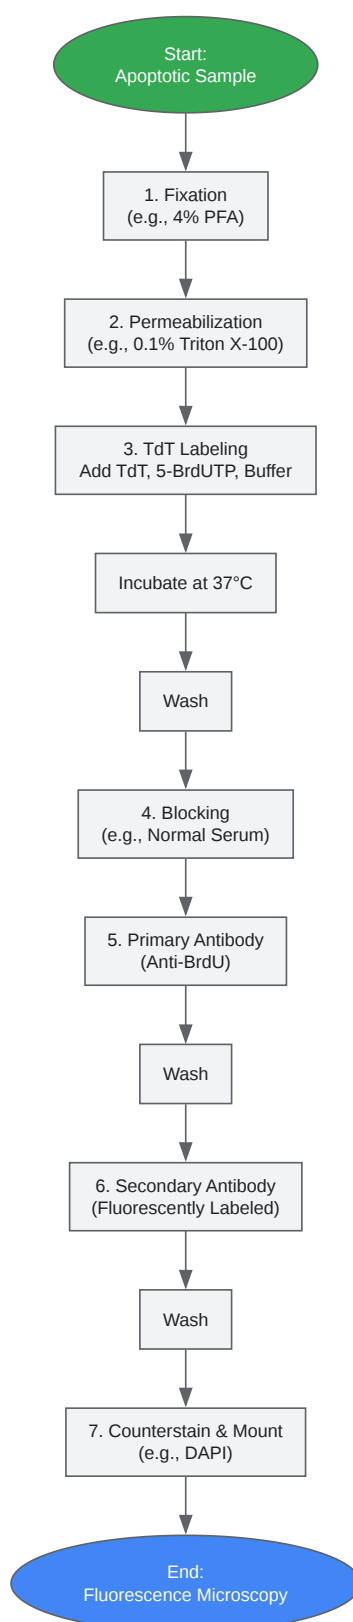 Start:
Apoptotic Sample
1. Fixation
(e.g., 4% PFA)
2. Permeabilization
(e.g., 0.1% Triton X-100)
3. TdT Labeling
Add TdT, 5-BrdUTP, Buffer
Incubate at 37°C
Wash
4. Blocking
(e.g., Normal Serum)
5. Primary Antibody
(Anti-BrdU)
Wash
6. Secondary Antibody
(Fluorescently Labeled)
Wash
7. Counterstain & Mount
(e.g., DAPI)
End:
Fluorescence Microscopy